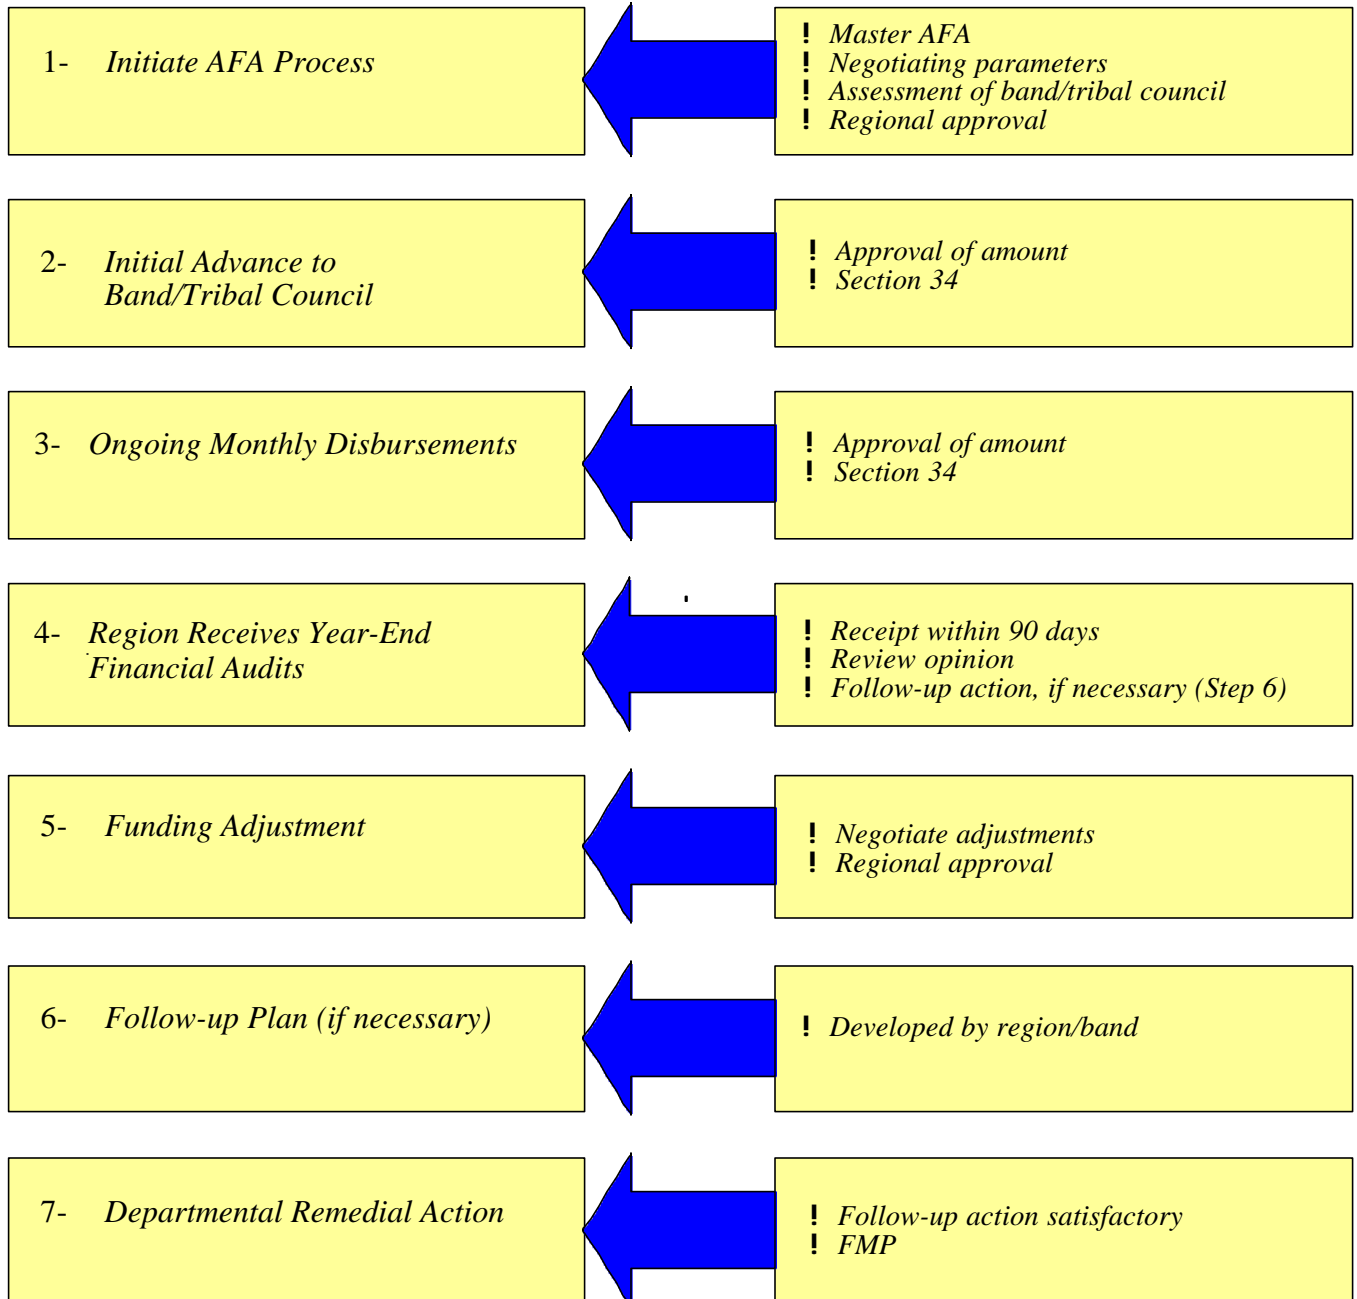 1- Initiate AFA Process
! Master AFA
! Negotiating parameters
! Assessment of band/tribal council
! Regional approval
2- Initial Advance to
Band/Tribal Council
! Approval of amount
! Section 34
3- Ongoing Monthly Disbursements
! Approval of amount
! Section 34
4- Region Receives Year-End
Financial Audits
! Receipt within 90 days
! Review opinion
! Follow-up action, if necessary (Step 6)
5- Funding Adjustment
! Negotiate adjustments
! Regional approval
6- Follow-up Plan (if necessary)
! Developed by region/band
7- Departmental Remedial Action
! Follow-up action satisfactory
! FMP